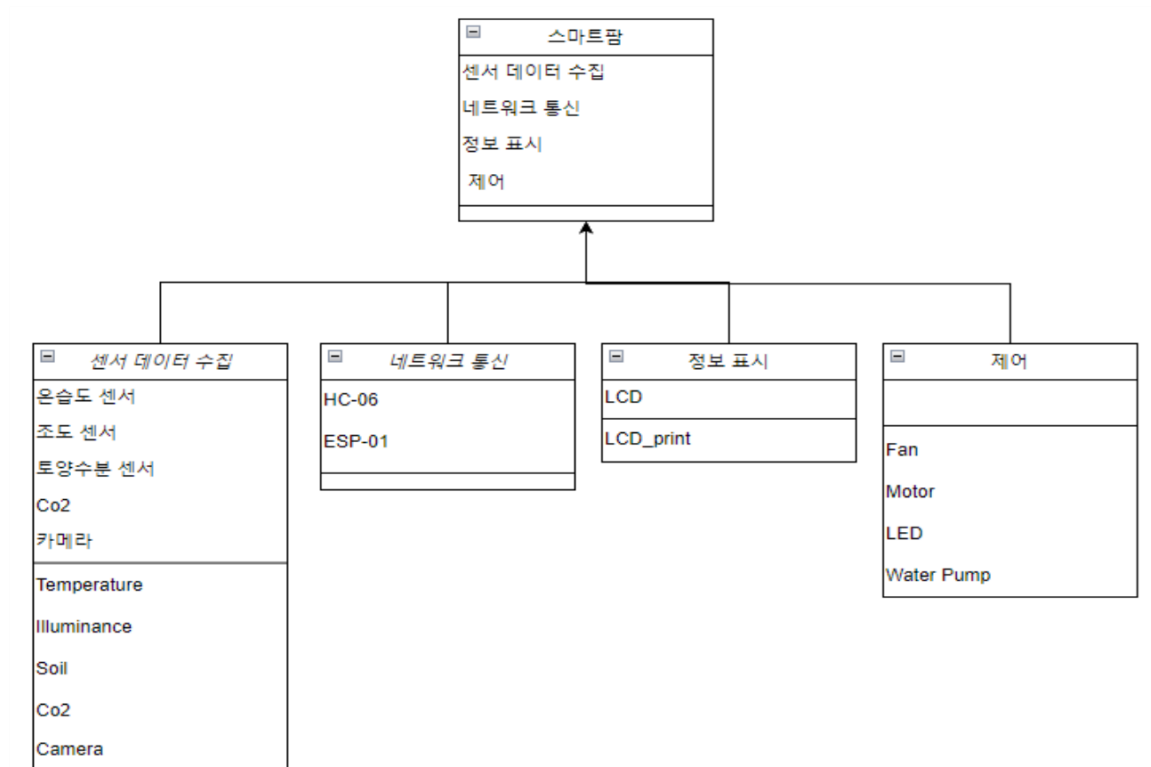 스마트팜
센서 데이터 수집
네트워크 통신
정보 표시
제어
센서 데이터 수집
온습도 센서
조도 센서
토양수분 센서
Co2
카메라
Temperature
Illuminance
Soil
Co2
Camera
네트워크 통신
HC-06
ESP-01
정보 표시
LCD
LCD_print
제어
Fan
Motor
LED
Water Pump